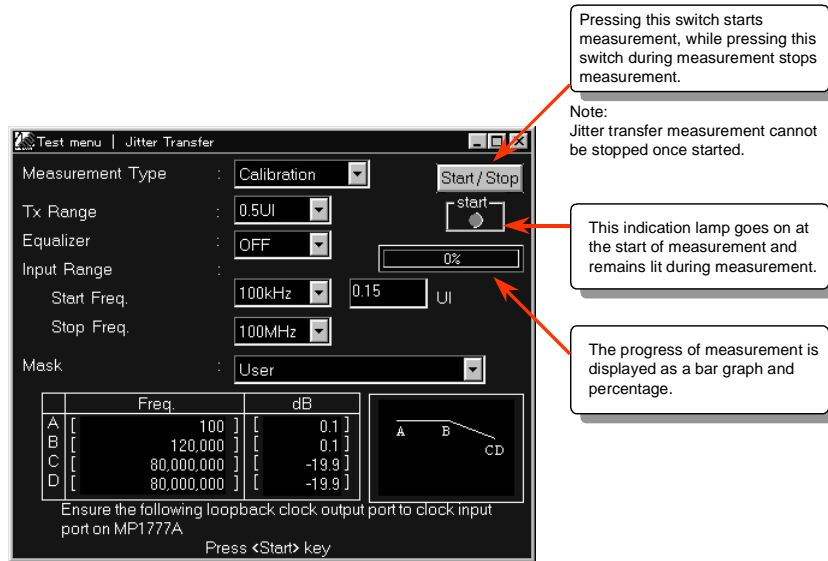 Pressing this switch starts
measurement, while pressing this
switch during measurement stops
measurement.
Note:
Jitter transfer measurement cannot
be stopped once started.
Test menu | Jitter Transfer
Measurement Type : Calibration
Start/Stop
Tx Range : 0.5UI
start
Equalizer : OFF
0%
Input Range :
Start Freq. 100kHz 0.15 UI
Stop Freq. 100MHz
Mask : User
This indication lamp goes on at
the start of measurement and
remains lit during measurement.
The progress of measurement is
displayed as a bar graph and
percentage.
Freq. dB
A [ 100 ] [ 0.1 ]
B [ 120,000 ] [ 0.1 ]
C [ 80,000,000 ] [ -19.9 ]
D [ 80,000,000 ] [ -19.9 ]
A B CD
Ensure the following loopback clock output port to clock input
port on MP1777A
Press <Start> key